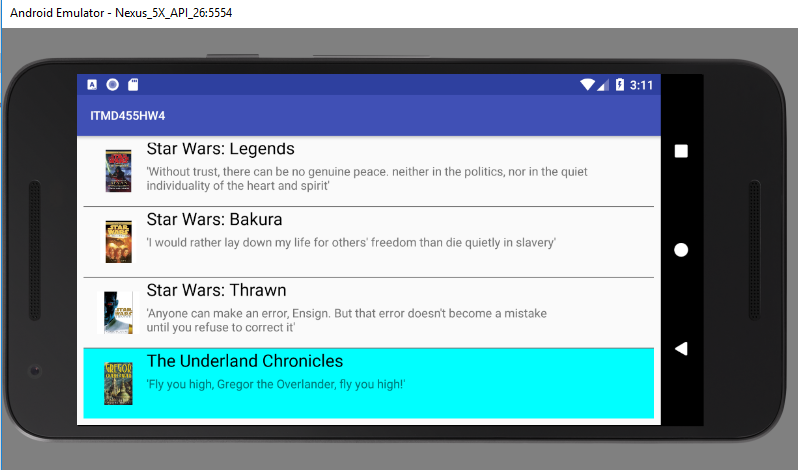 Android Emulator - Nexus_5X_API_26:5554
3:11
ITMD455HW4
Star Wars: Legends
'Without trust, there can be no genuine peace. neither in the politics, nor in the quiet
individuality of the heart and spirit'
Star Wars: Bakura
'I would rather lay down my life for others' freedom than die quietly in slavery'
Star Wars: Thrawn
'Anyone can make an error, Ensign. But that error doesn't become a mistake
until you refuse to correct it'
GREGOR
The Underland Chronicles
'Fly you high, Gregor the Overlander, fly you high!'